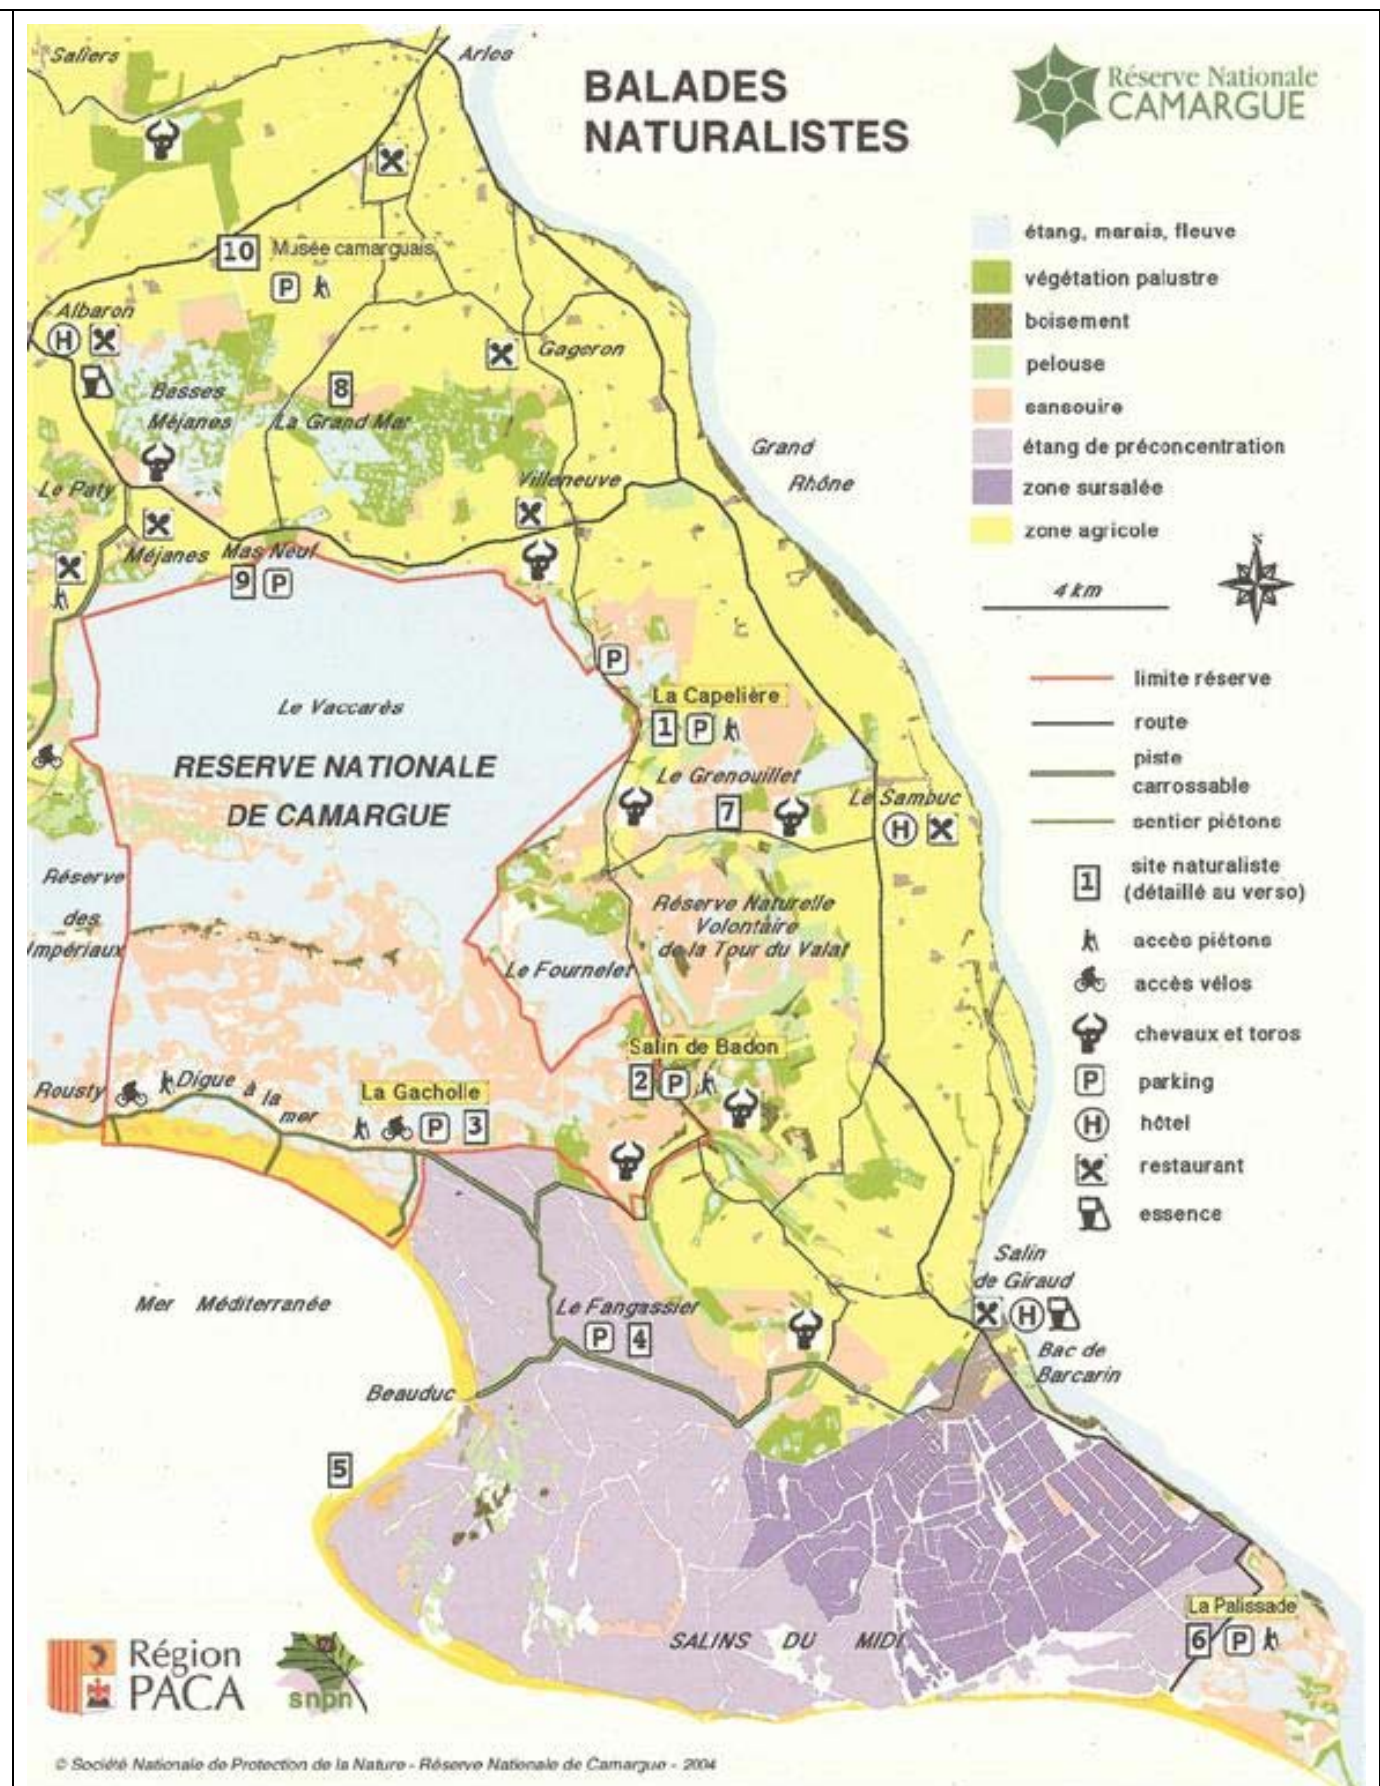 Saliers
Arles
BALADES
NATURALISTES
Réserve Nationale
CAMARGUE
étang, marais, fleuve
végétation palustre
boisement
pelouse
sansouire
étang de préconcentration
zone sursalée
zone agricole
4 km
N
limite réserve
route
piste
carrossable
sentier piétons
1
site naturaliste
(détaillé au verso)
accès piétons
accès vélos
chevaux et toros
P
parking
H
hôtel
restaurant
essence
10
Musée camarguais
P
Albaron
H
Gageron
Basses
Méjanes
8
La Grand Mar
Grand
Rhône
Le Paty
Villeneuve
Méjanes
Mas Neuf
9 P
P
Le Vaccarès
RESERVE NATIONALE
DE CAMARGUE
La Capelière
1 P
Le Grenouillet
7
Le Sambuc
H
Réserve
des
Impériaux
Réserve Naturelle
Volontaire
de la Tour du Valat
Le Fournelet
Salin de Badon
2 P
Rousty
Digue à la
mer
La Gacholle
P 3
Mer Méditerranée
Le Fangassier
P 4
Salin
de Giraud
H
Bac de
Barcarin
Beauduc
5
La Palissade
6 P
SALINS DU MIDI
Région
PACA
snpn
© Société Nationale de Protection de la Nature - Réserve Nationale de Camargue - 2004